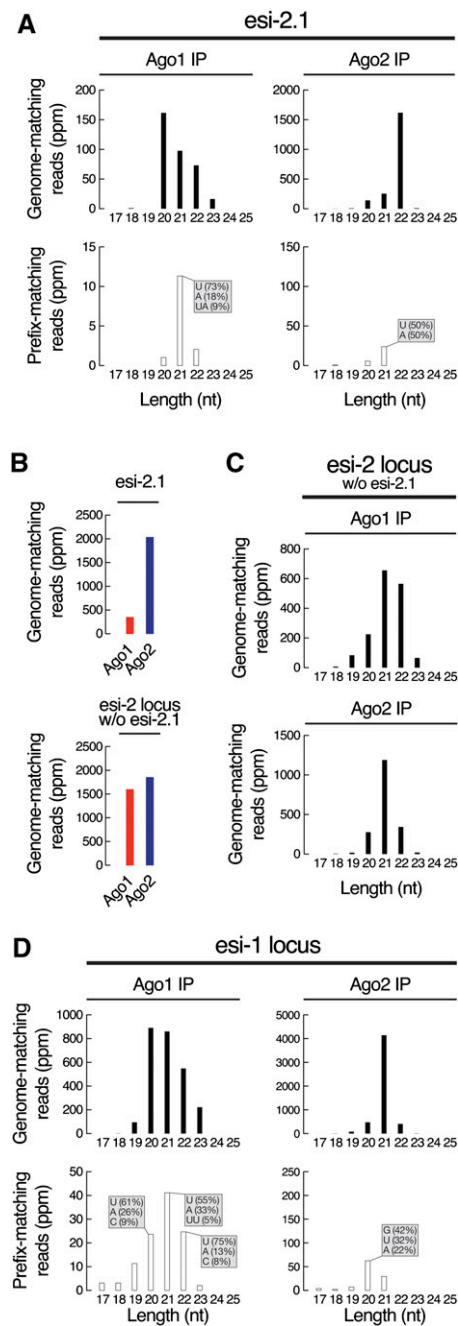 A
esi-2.1
Ago1 IP
Ago2 IP
Genome-matching
reads (ppm)
200
150
100
50
0
17 18 19 20 21 22 23 24 25
2000
1500
1000
500
0
17 18 19 20 21 22 23 24 25
Prefix-matching
reads (ppm)
15
10
5
0
U (73%)
A (18%)
UA (9%)
17 18 19 20 21 22 23 24 25
Length (nt)
150
100
50
0
U (50%)
A (50%)
17 18 19 20 21 22 23 24 25
Length (nt)
B
esi-2.1
Genome-matching
reads (ppm)
2500
2000
1500
1000
500
0
Ago1
Ago2
esi-2 locus
w/o esi-2.1
Genome-matching
reads (ppm)
2500
2000
1500
1000
500
0
Ago1
Ago2
C
esi-2 locus
w/o esi-2.1
Ago1 IP
Genome-matching
reads (ppm)
800
600
400
200
0
17 18 19 20 21 22 23 24 25
Ago2 IP
Genome-matching
reads (ppm)
1500
1000
500
0
17 18 19 20 21 22 23 24 25
Length (nt)
D
esi-1 locus
Ago1 IP
Ago2 IP
Genome-matching
reads (ppm)
1000
800
600
400
200
0
17 18 19 20 21 22 23 24 25
5000
4000
3000
2000
1000
0
17 18 19 20 21 22 23 24 25
Prefix-matching
reads (ppm)
50
40
30
20
10
0
U (61%)
A (26%)
C (9%)
U (55%)
A (33%)
UU (5%)
U (75%)
A (13%)
C (8%)
17 18 19 20 21 22 23 24 25
Length (nt)
250
200
150
100
50
0
G (42%)
U (32%)
A (22%)
17 18 19 20 21 22 23 24 25
Length (nt)